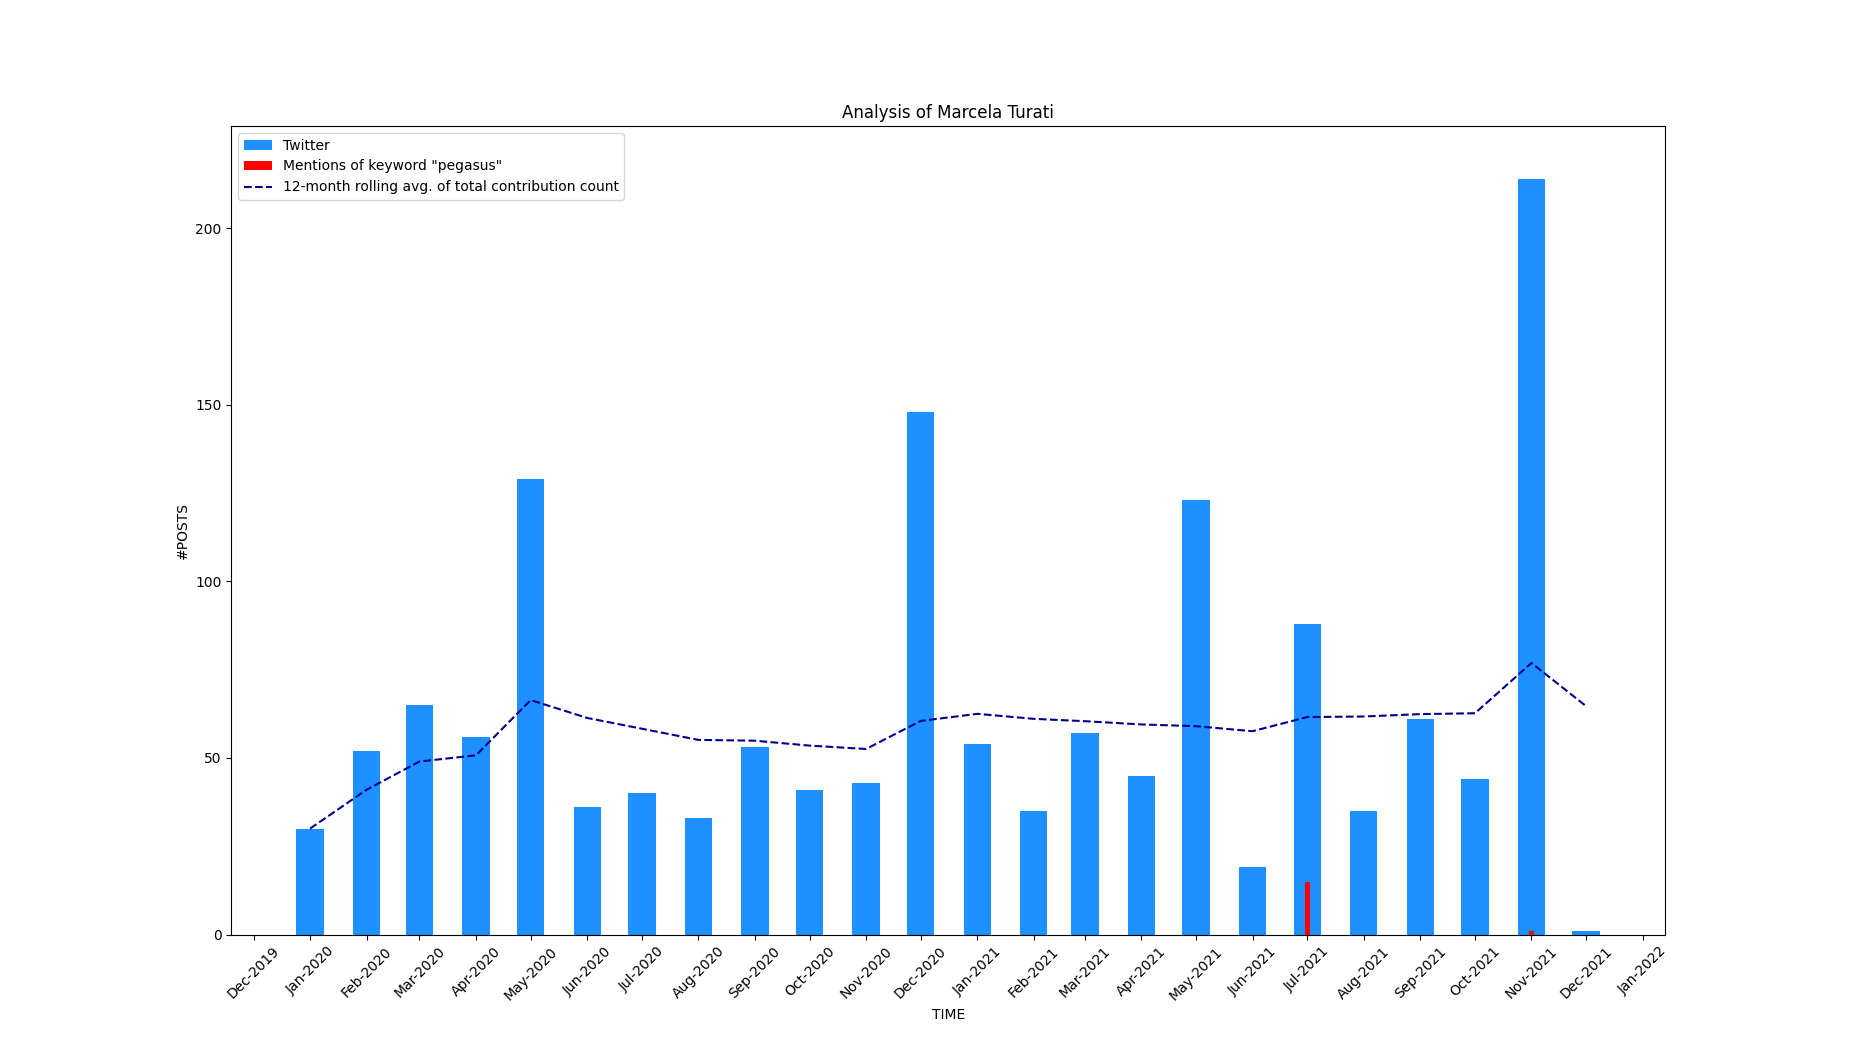 Analysis of Marcela Turati
Twitter
Mentions of keyword "pegasus"
12-month rolling avg. of total contribution count
#POSTS
200
150
100
50
0
Dec-2019
Jan-2020
Feb-2020
Mar-2020
Apr-2020
May-2020
Jun-2020
Jul-2020
Aug-2020
Sep-2020
Oct-2020
Nov-2020
Dec-2020
Jan-2021
Feb-2021
Mar-2021
Apr-2021
May-2021
Jun-2021
Jul-2021
Aug-2021
Sep-2021
Oct-2021
Nov-2021
Dec-2021
Jan-2022
TIME